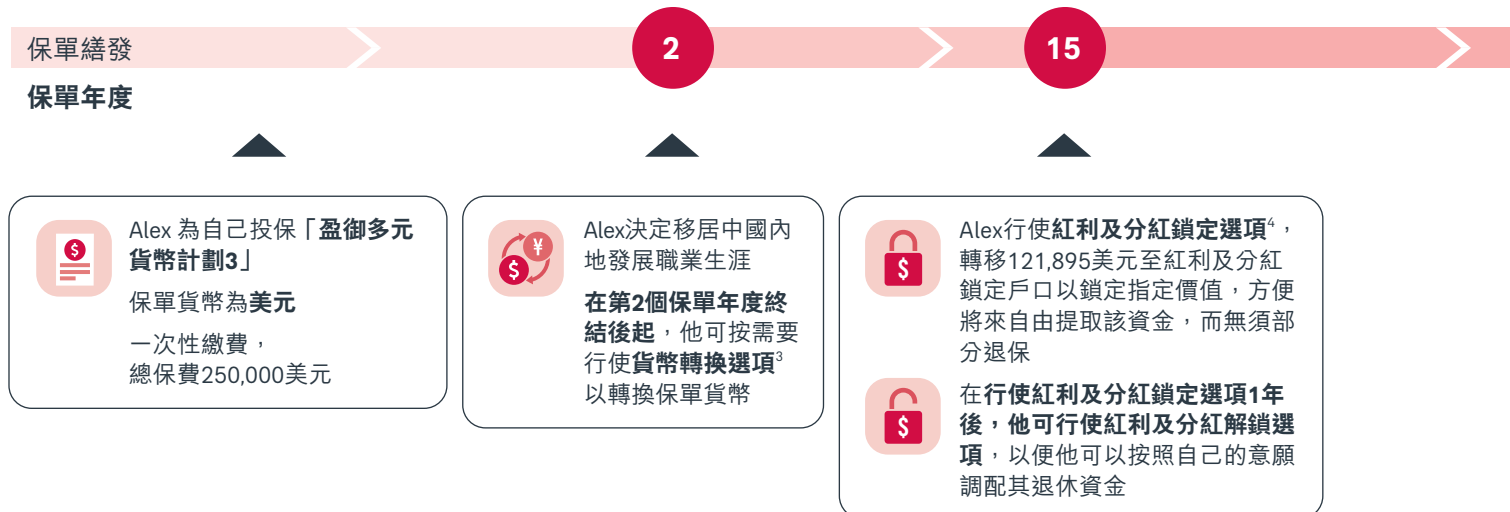 保單繕發
2
15
保單年度
$
Alex 為自己投保「盈御多元
貨幣計劃3」
保單貨幣為美元
一次性繳費，
總保費250,000美元
$ ¥
Alex決定移居中國內
地發展職業生涯
在第2個保單年度終
結後起，他可按需要
行使貨幣轉換選項3
以轉換保單貨幣
$
Alex行使紅利及分紅鎖定選項4，
轉移121,895美元至紅利及分紅
鎖定戶口以鎖定指定價值，方便
將來自由提取該資金，而無須部
分退保
$
在行使紅利及分紅鎖定選項1年
後，他可行使紅利及分紅解鎖選
項，以便他可以按照自己的意願
調配其退休資金